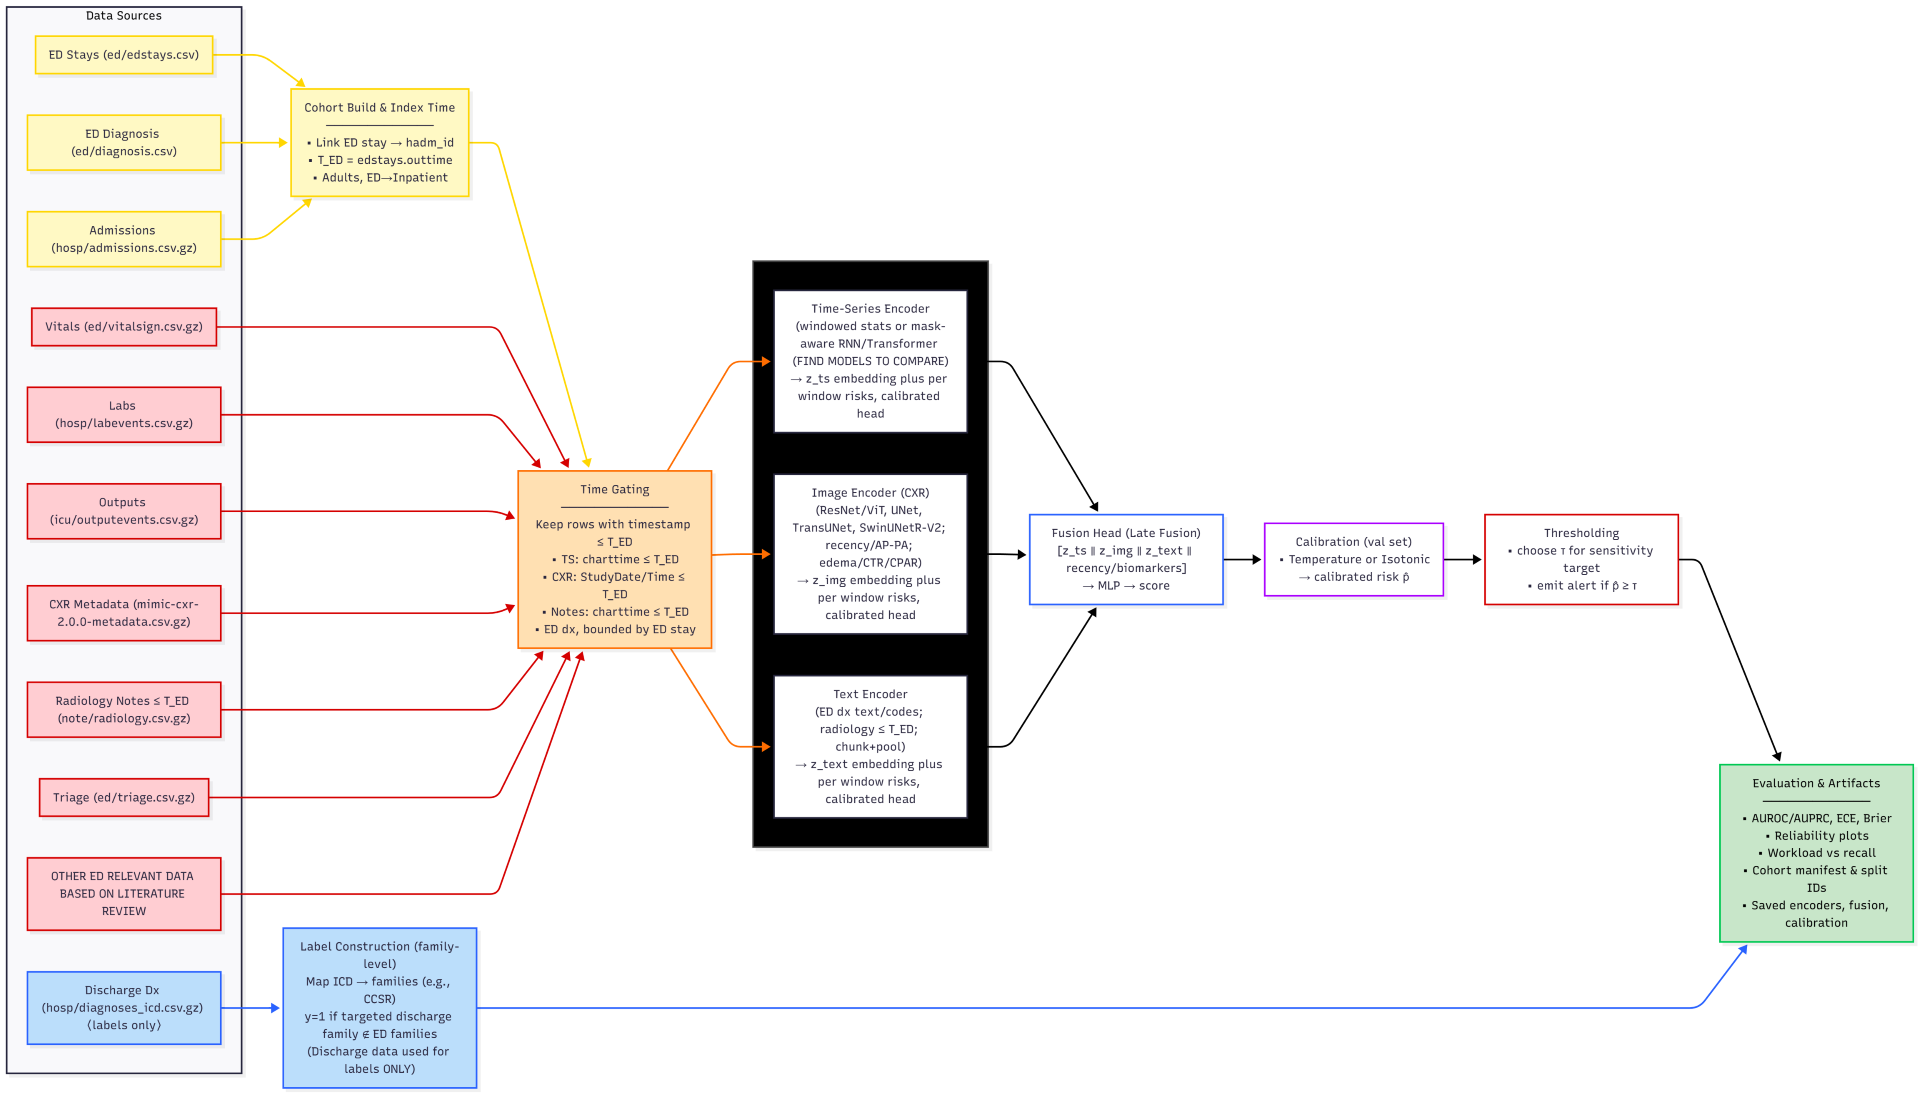 Data Sources
ED Stays (ed/edstays.csv)
ED Diagnosis
(ed/diagnosis.csv)
Admissions
(hosp/admissions.csv.gz)
Vitals (ed/vitalsign.csv.gz)
Labs
(hosp/labevents.csv.gz)
Outputs
(icu/outputevents.csv.gz)
CXR Metadata (mimic-cxr-
2.0.0-metadata.csv.gz)
Radiology Notes ≤ T_ED
(note/radiology.csv.gz)
Triage (ed/triage.csv.gz)
OTHER ED RELEVANT DATA
BASED ON LITERATURE
REVIEW
Discharge Dx
(hosp/diagnoses_icd.csv.gz)
(labels only)
Cohort Build & Index Time
▪ Link ED stay → hadm_id
▪ T_ED = edstays.outtime
▪ Adults, ED→Inpatient
Label Construction (family-
level)
Map ICD → families (e.g.,
CCSR)
y=1 if targeted discharge
family ∉ ED families
(Discharge data used for
labels ONLY)
Time Gating
Keep rows with timestamp
≤ T_ED
▪ TS: charttime ≤ T_ED
▪ CXR: StudyDate/Time ≤
T_ED
▪ Notes: charttime ≤ T_ED
▪ ED dx, bounded by ED stay
Time-Series Encoder
(windowed stats or mask-
aware RNN/Transformer
(FIND MODELS TO COMPARE)
→ z_ts embedding plus per
window risks, calibrated
head
Image Encoder (CXR)
(ResNet/ViT, UNet,
TransUNet, SwinUNetR-V2;
recency/AP-PA;
edema/CTR/CPAR)
→ z_img embedding plus
per window risks,
calibrated head
Text Encoder
(ED dx text/codes;
radiology ≤ T_ED;
chunk+pool)
→ z_text embedding plus
per window risks,
calibrated head
Fusion Head (Late Fusion)
[z_ts ∥ z_img ∥ z_text ∥
recency/biomarkers]
→ MLP → score
Calibration (val set)
▪ Temperature or Isotonic
→ calibrated risk p̂
Thresholding
▪ choose τ for sensitivity
target
▪ emit alert if p̂ ≥ τ
Evaluation & Artifacts
▪ AUROC/AUPRC, ECE, Brier
▪ Reliability plots
▪ Workload vs recall
▪ Cohort manifest & split
IDs
▪ Saved encoders, fusion,
calibration